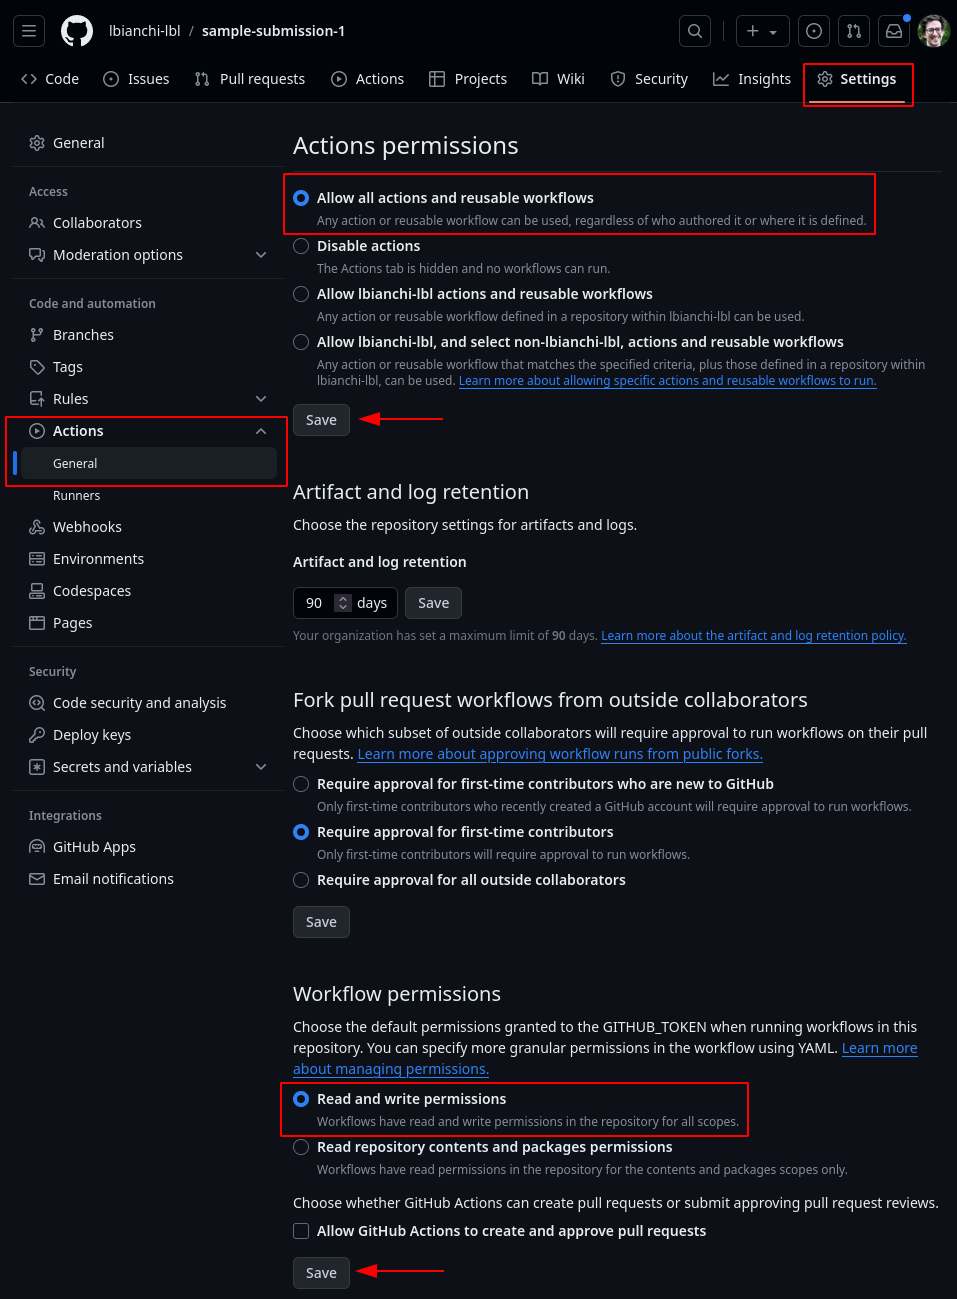 lbianchi-lbl / sample-submission-1
Code Issues Pull requests Actions Projects Wiki Security Insights Settings
General
Access
Collaborators
Moderation options
Code and automation
Branches
Tags
Rules
Actions
General
Runners
Webhooks
Environments
Codespaces
Pages
Security
Code security and analysis
Deploy keys
Secrets and variables
Integrations
GitHub Apps
Email notifications
Actions permissions
Allow all actions and reusable workflows
Any action or reusable workflow can be used, regardless of who authored it or where it is defined.
Disable actions
The Actions tab is hidden and no workflows can run.
Allow lbianchi-lbl actions and reusable workflows
Any action or reusable workflow defined in a repository within lbianchi-lbl can be used.
Allow lbianchi-lbl, and select non-lbianchi-lbl, actions and reusable workflows
Any action or reusable workflow that matches the specified criteria, plus those defined in a repository within
lbianchi-lbl, can be used. Learn more about allowing specific actions and reusable workflows to run.
Save
Artifact and log retention
Choose the repository settings for artifacts and logs.
Artifact and log retention
90 days Save
Your organization has set a maximum limit of 90 days. Learn more about the artifact and log retention policy.
Fork pull request workflows from outside collaborators
Choose which subset of outside collaborators will require approval to run workflows on their pull
requests. Learn more about approving workflow runs from public forks.
Require approval for first-time contributors who are new to GitHub
Only first-time contributors who recently created a GitHub account will require approval to run workflows.
Require approval for first-time contributors
Only first-time contributors will require approval to run workflows.
Require approval for all outside collaborators
Save
Workflow permissions
Choose the default permissions granted to the GITHUB_TOKEN when running workflows in this
repository. You can specify more granular permissions in the workflow using YAML. Learn more
about managing permissions.
Read and write permissions
Workflows have read and write permissions in the repository for all scopes.
Read repository contents and packages permissions
Workflows have read permissions in the repository for the contents and packages scopes only.
Choose whether GitHub Actions can create pull requests or submit approving pull request reviews.
Allow GitHub Actions to create and approve pull requests
Save